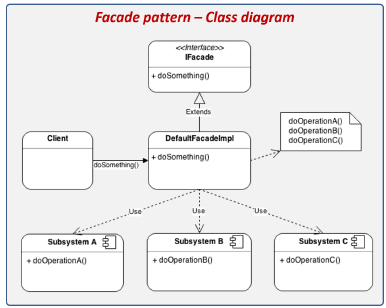 Facade pattern – Class diagram
<<Interface>>
IFacade
+ doSomething()
Extends
doOperationA()
doOperationB()
doOperationC()
Client
DefaultFacadeImpl
+ doSomething()
doSomething()
Use
Use
Use
Subsystem A
Subsystem B
Subsystem C
+ doOperationA()
+ doOperationB()
+ doOperationC()